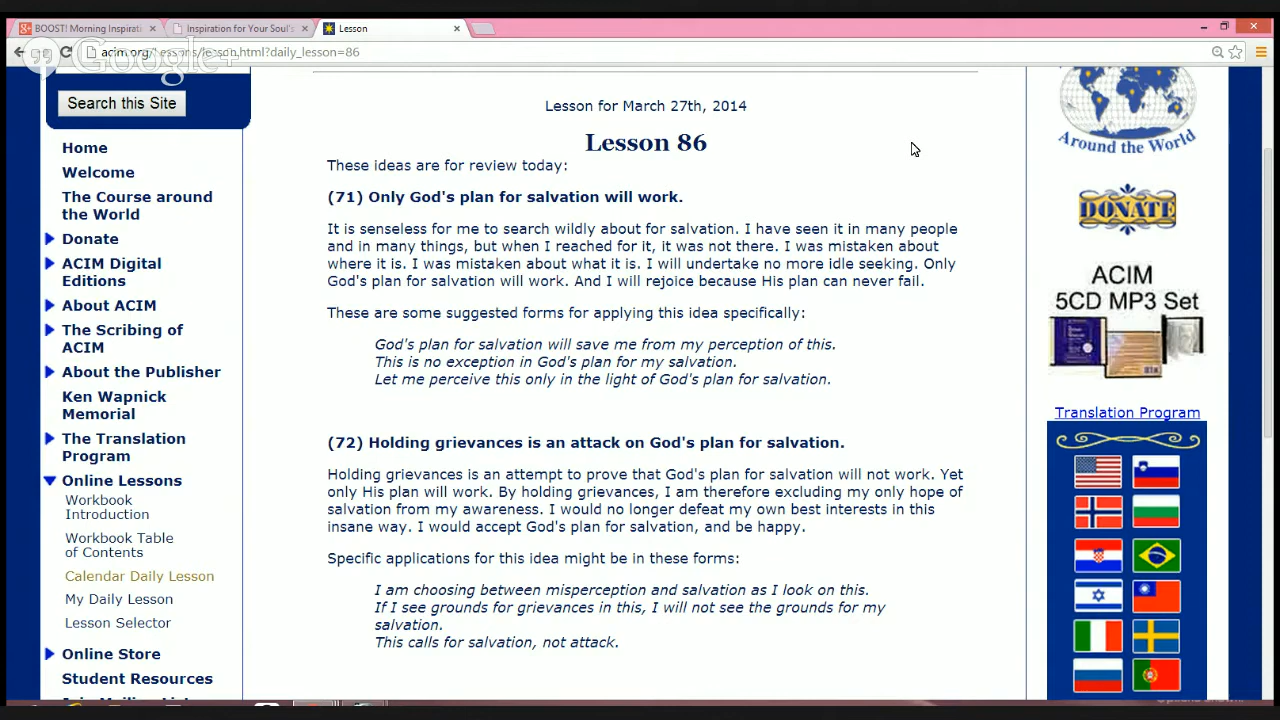 BOOST! Morning Inspirati
Inspiration for Your Soul's
Lesson
Google+
acim.org/Lessons/lesson.html?daily_lesson=86
Search this Site
Home
Welcome
The Course around
the World
Donate
ACIM Digital
Editions
About ACIM
The Scribing of
ACIM
About the Publisher
Ken Wapnick
Memorial
The Translation
Program
Online Lessons
Workbook
Introduction
Workbook Table
of Contents
Calendar Daily Lesson
My Daily Lesson
Lesson Selector
Online Store
Student Resources
Lesson for March 27th, 2014
Lesson 86
These ideas are for review today:
(71) Only God's plan for salvation will work.
It is senseless for me to search wildly about for salvation. I have seen it in many people
and in many things, but when I reached for it, it was not there. I was mistaken about
where it is. I was mistaken about what it is. I will undertake no more idle seeking. Only
God's plan for salvation will work. And I will rejoice because His plan can never fail.
These are some suggested forms for applying this idea specifically:
God's plan for salvation will save me from my perception of this.
This is no exception in God's plan for my salvation.
Let me perceive this only in the light of God's plan for salvation.
(72) Holding grievances is an attack on God's plan for salvation.
Holding grievances is an attempt to prove that God's plan for salvation will not work. Yet
only His plan will work. By holding grievances, I am therefore excluding my only hope of
salvation from my awareness. I would no longer defeat my own best interests in this
insane way. I would accept God's plan for salvation, and be happy.
Specific applications for this idea might be in these forms:
I am choosing between misperception and salvation as I look on this.
If I see grounds for grievances in this, I will not see the grounds for my
salvation.
This calls for salvation, not attack.
Around the World
DONATE
ACIM
5CD MP3 Set
Translation Program